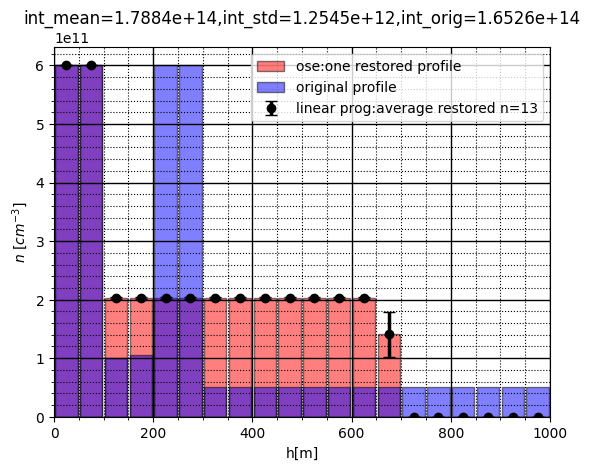 int_mean=1.7884e+14,int_std=1.2545e+12,int_orig=1.6526e+14
1e11
ose:one restored profile
original profile
linear prog:average restored n=13
6
5
4
3
2
1
0
n [cm⁻³]
0 200 400 600 800 1000
h[m]